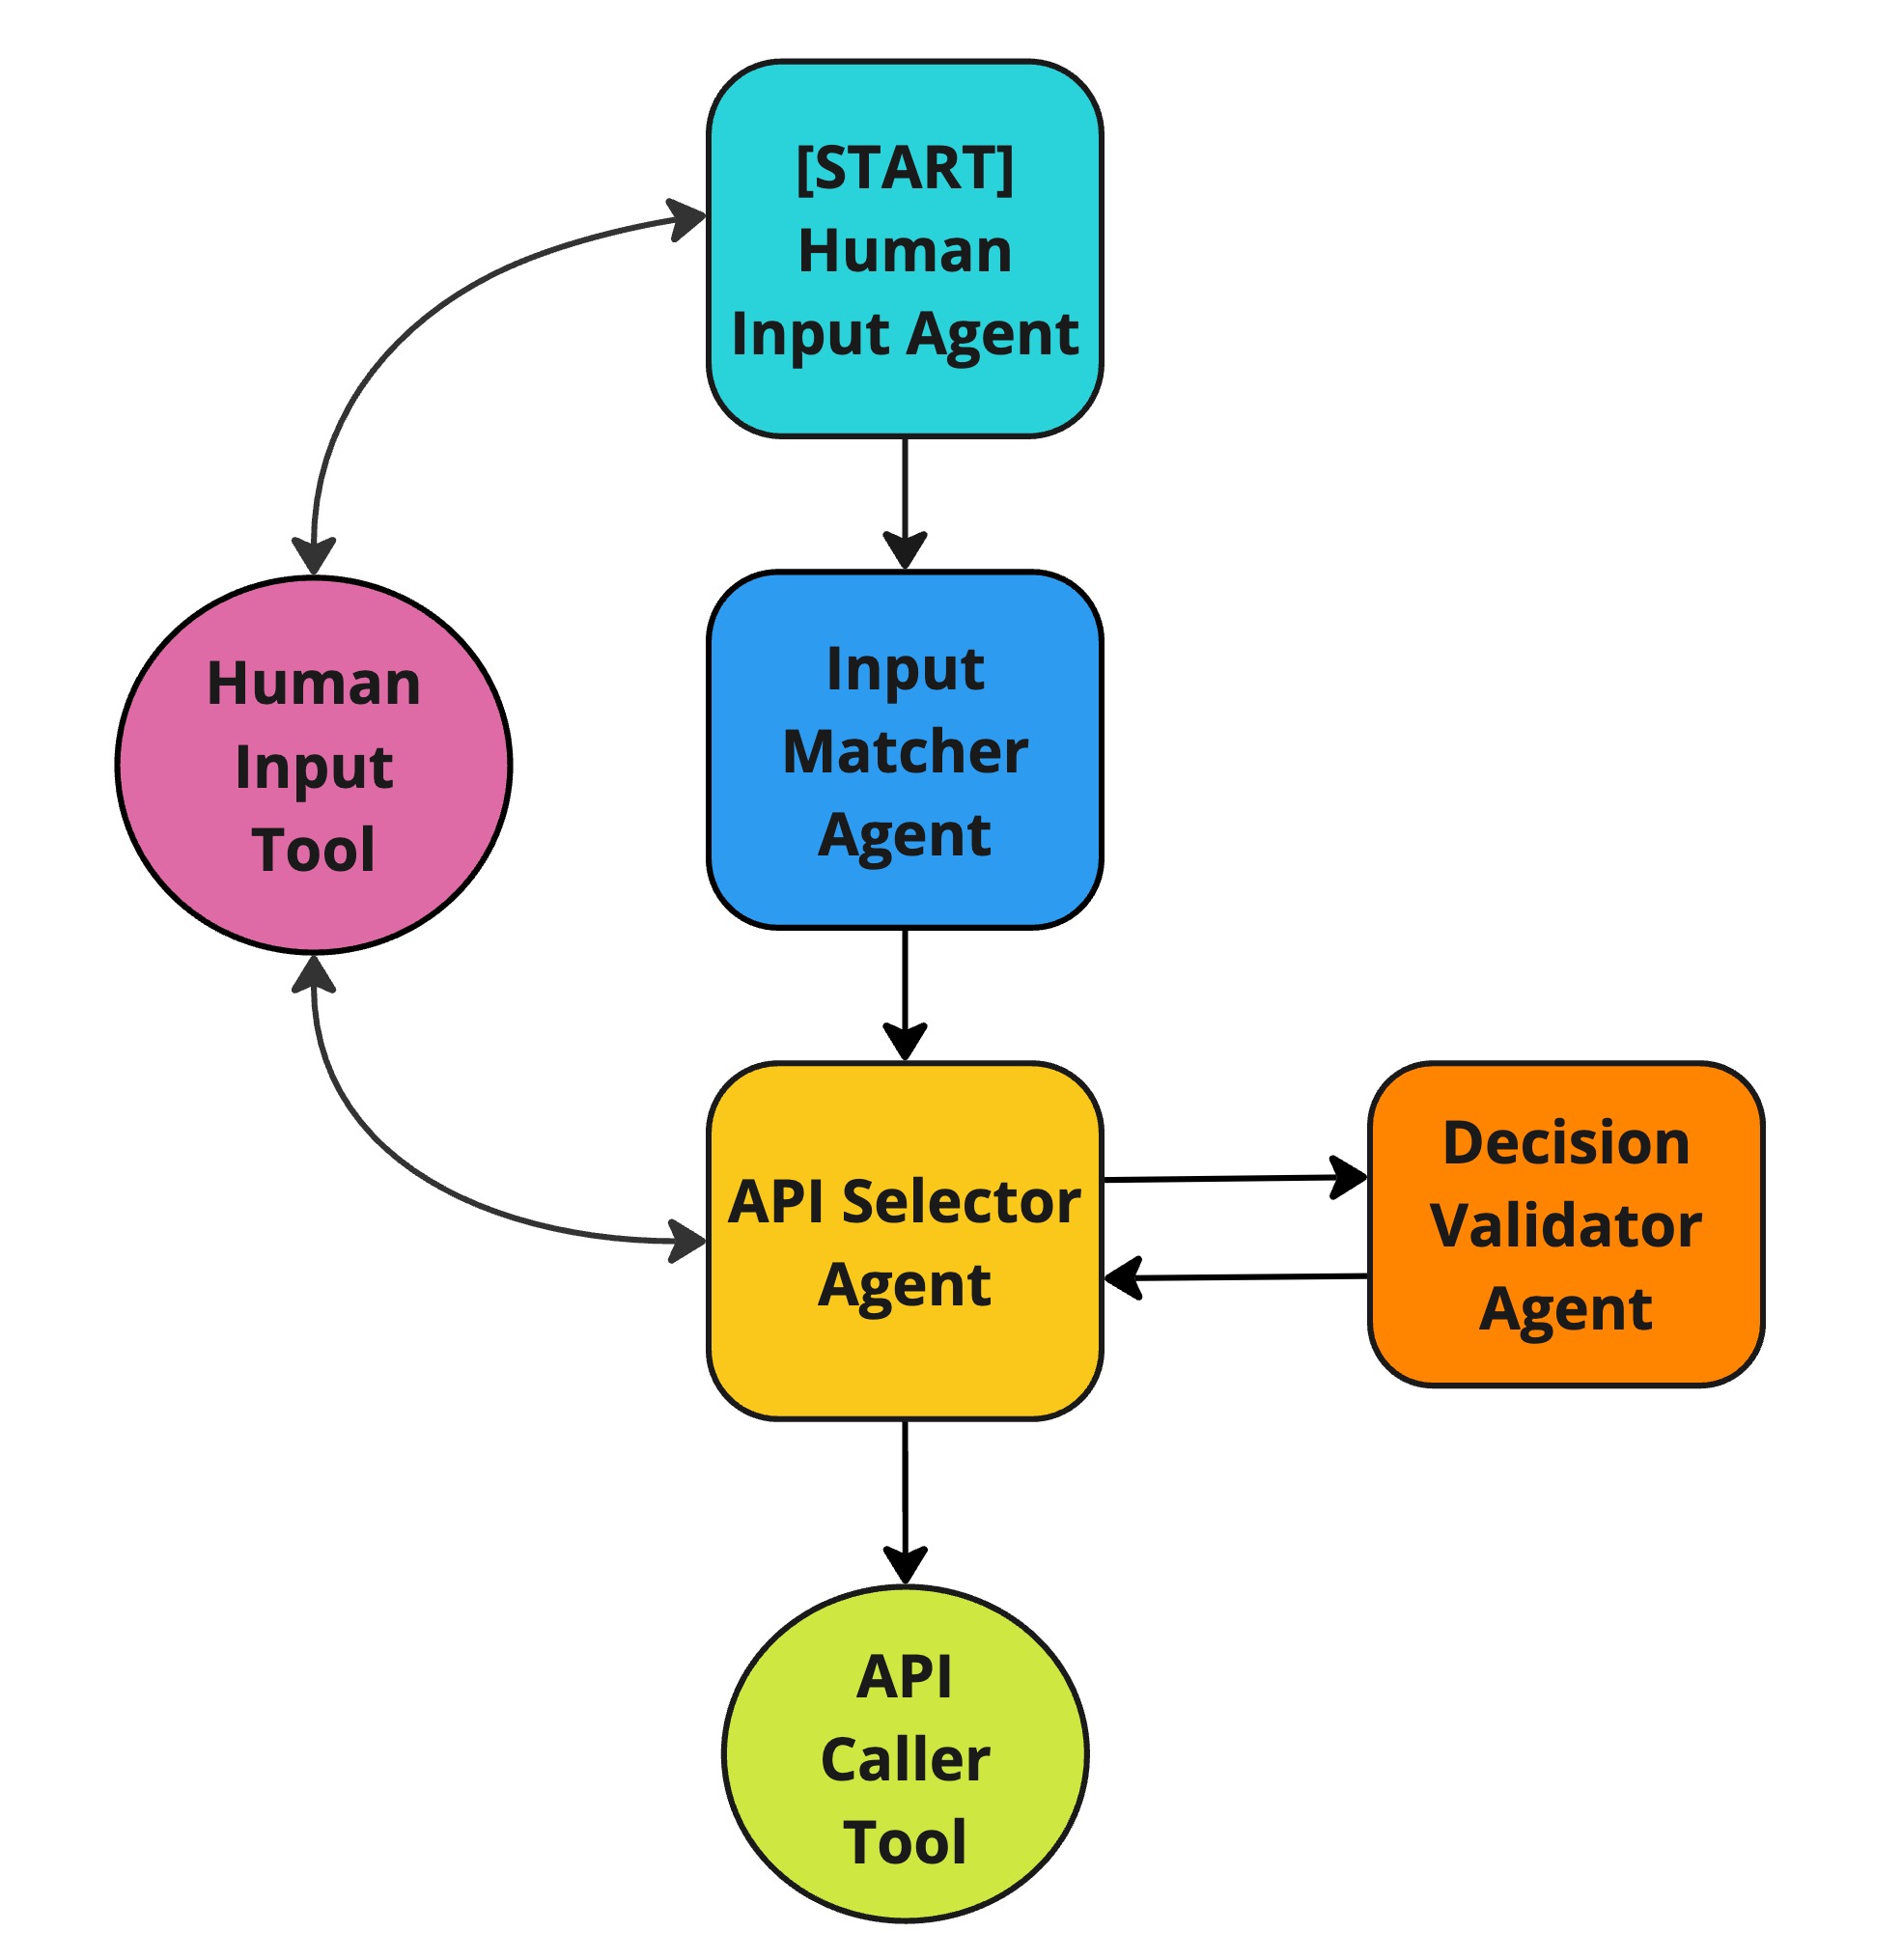 [START]
Human
Input Agent
Human
Input
Tool
Input
Matcher
Agent
API Selector
Agent
Decision
Validator
Agent
API
Caller
Tool